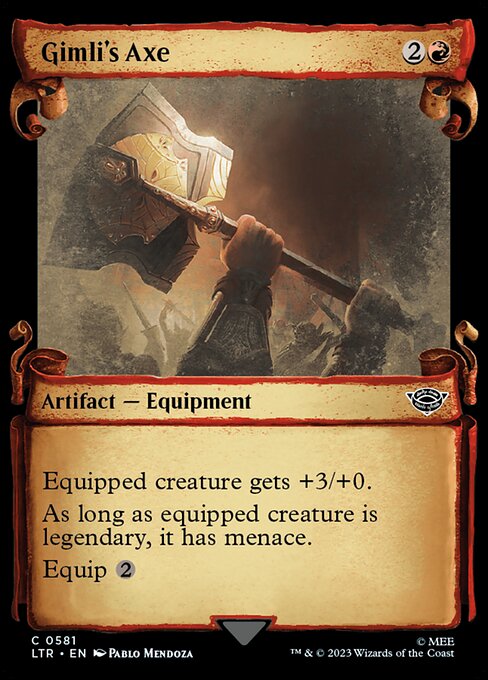 Gimli's Axe 2
Artifact — Equipment
Equipped creature gets +3/+0.
As long as equipped creature is
legendary, it has menace.
Equip 2
C 0581
LTR • EN Pablo Mendoza
© MEE
™ & © 2023 Wizards of the Coast